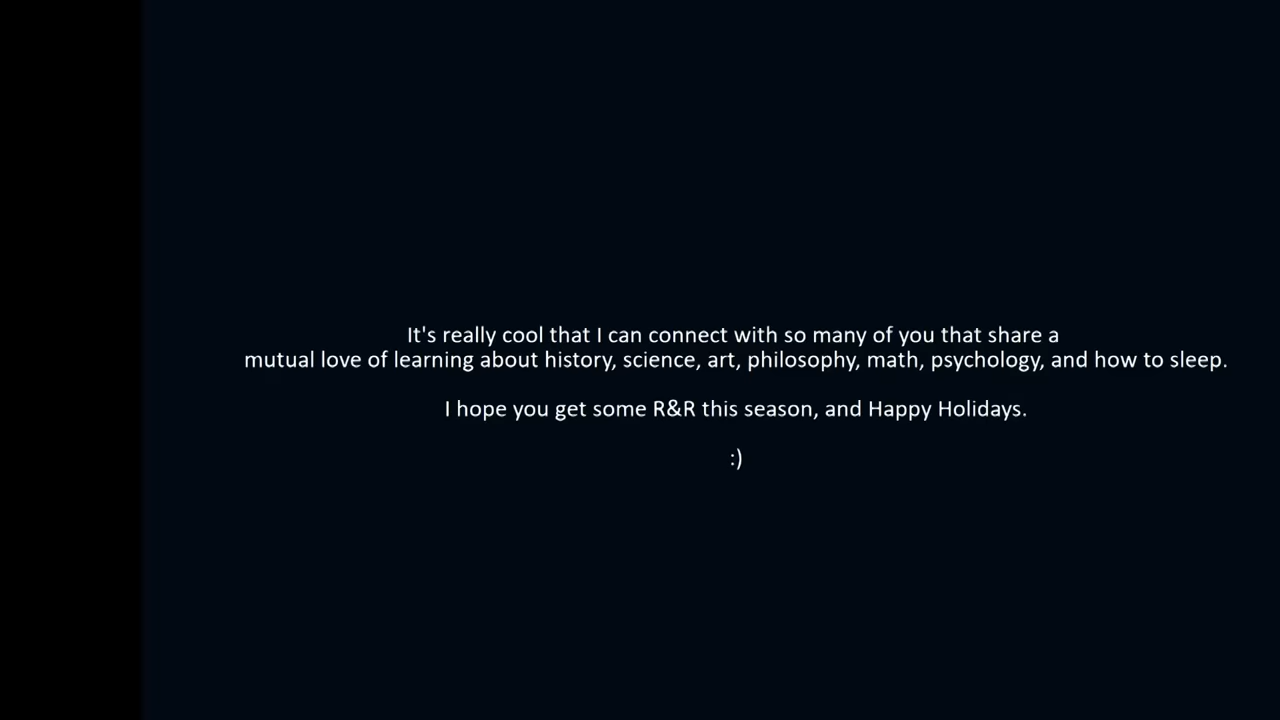 It's really cool that I can connect with so many of you that share a
mutual love of learning about history, science, art, philosophy, math, psychology, and how to sleep.
I hope you get some R&R this season, and Happy Holidays.
:)